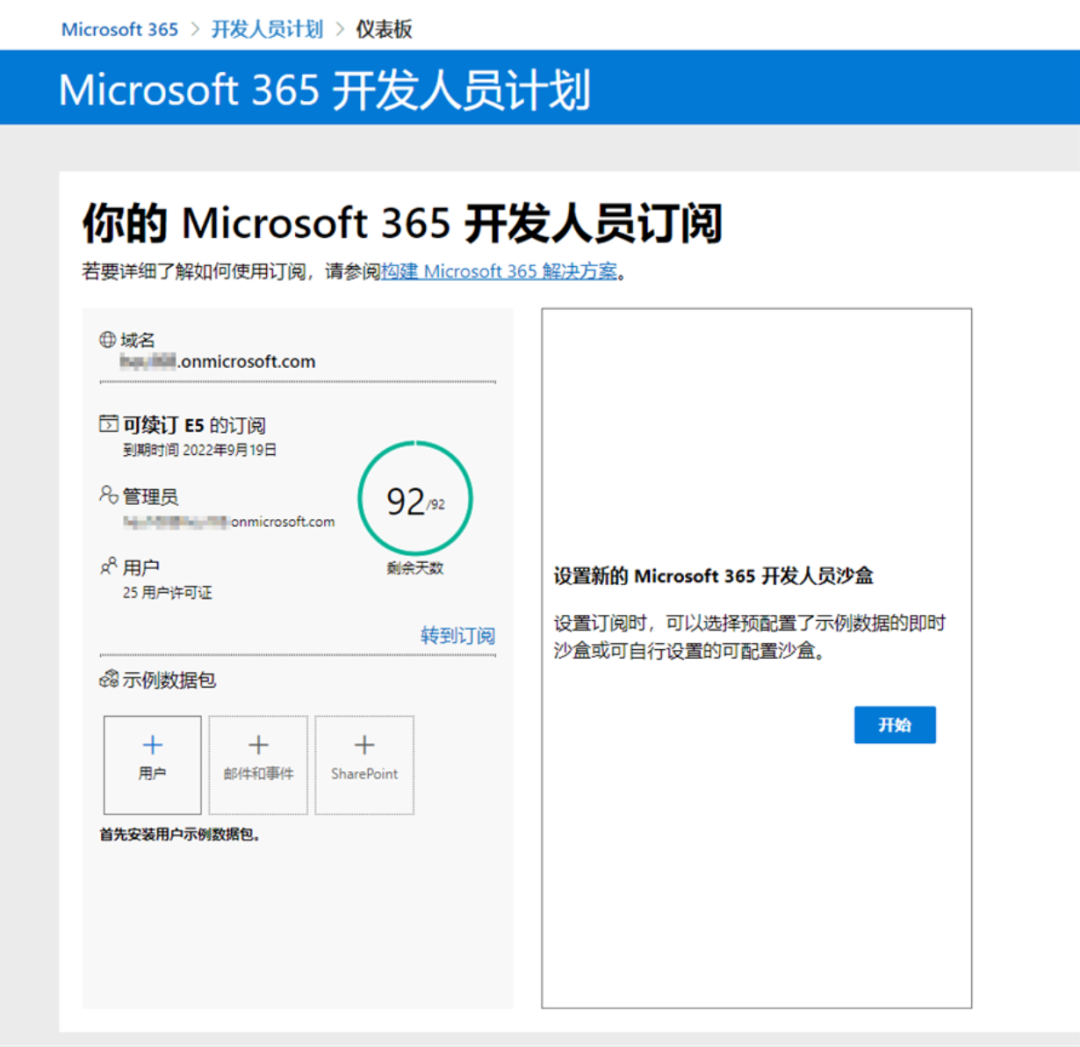 Microsoft 365 > 开发人员计划 > 仪表板
Microsoft 365 开发人员计划
你的 Microsoft 365 开发人员订阅
若要详细了解如何使用订阅，请参阅构建 Microsoft 365 解决方案。
域名
.onmicrosoft.com
可续订 E5 的订阅
到期时间 2022年9月19日
管理员
onmicrosoft.com
用户
25 用户许可证
92/92
剩余天数
转到订阅
示例数据包
用户
邮件和事件
SharePoint
首先安装用户示例数据包。
设置新的 Microsoft 365 开发人员沙盒
设置订阅时，可以选择预配置了示例数据的即时
沙盒或可自行设置的可配置沙盒。
开始